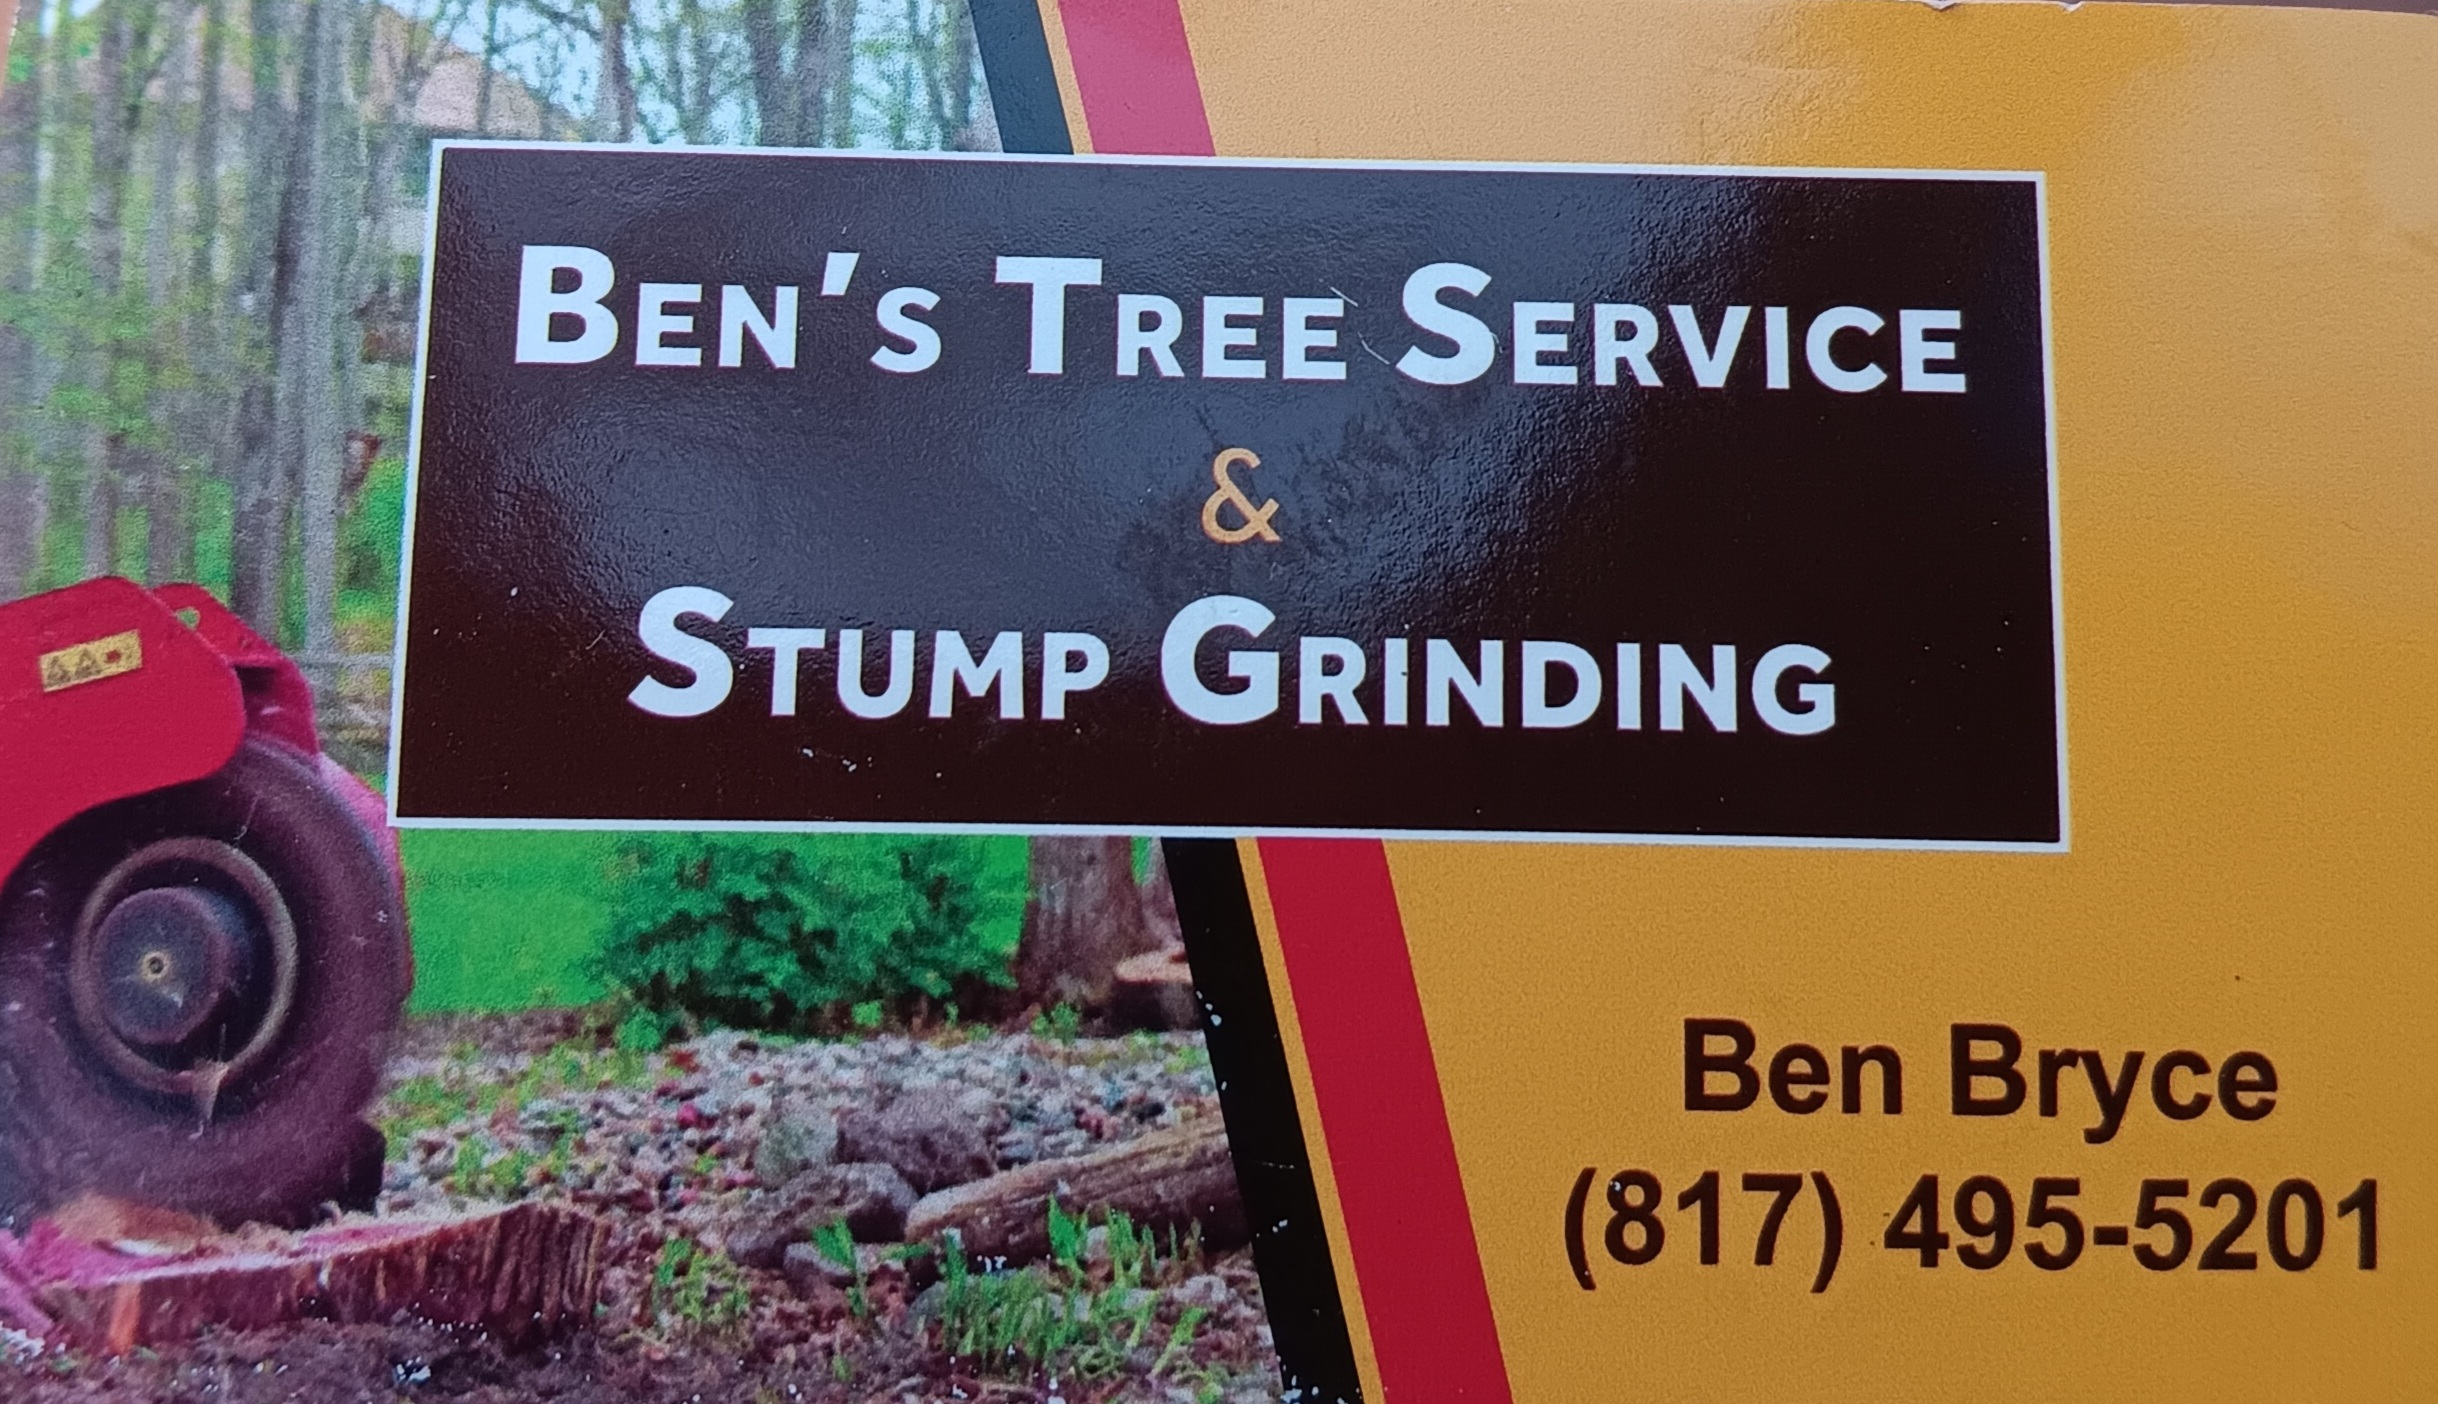 BEN'S TREE SERVICE
&
STUMP GRINDING
Ben Bryce
(817) 495-5201